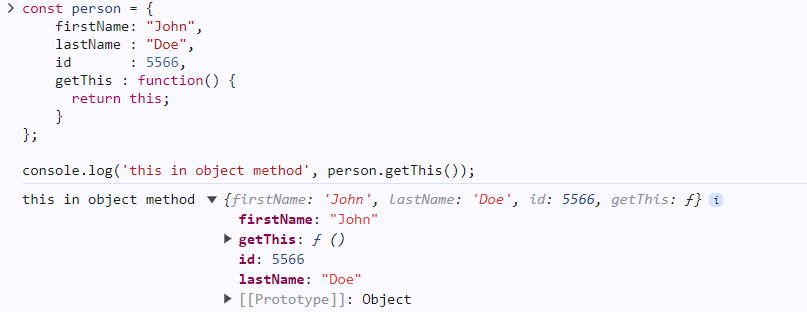 const person = {
    firstName: "John",
    lastName : "Doe",
    id       : 5566,
    getThis : function() {
      return this;
    }
};

console.log('this in object method', person.getThis());
this in object method ▼ {firstName: 'John', lastName: 'Doe', id: 5566, getThis: ƒ} i
firstName: "John"
▶ getThis: ƒ ()
id: 5566
lastName: "Doe"
▶ [[Prototype]]: Object